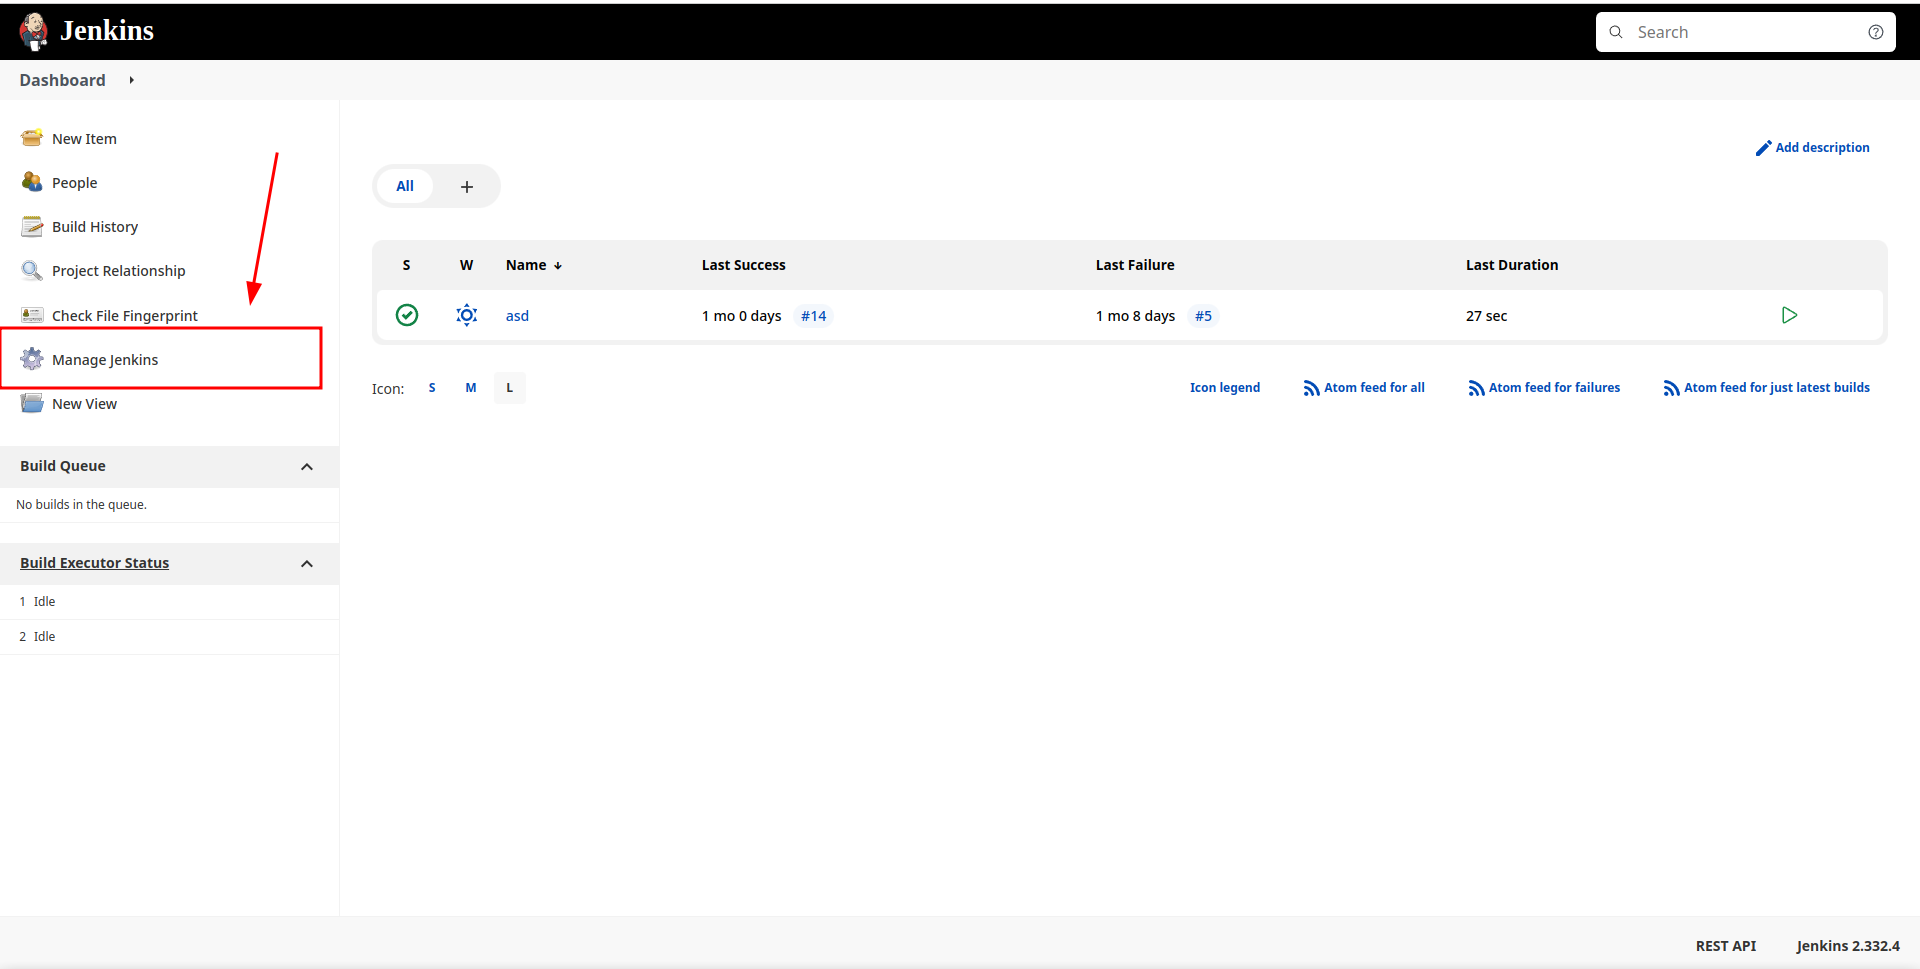 Jenkins
Search
Dashboard
New Item
People
Build History
Project Relationship
Check File Fingerprint
Manage Jenkins
New View
Build Queue
No builds in the queue.
Build Executor Status
1 Idle
2 Idle
Add description
All +
S W Name ↓ Last Success Last Failure Last Duration
asd 1 mo 0 days #14 1 mo 8 days #5 27 sec
Icon: S M L
Icon legend Atom feed for all Atom feed for failures Atom feed for just latest builds
REST API Jenkins 2.332.4